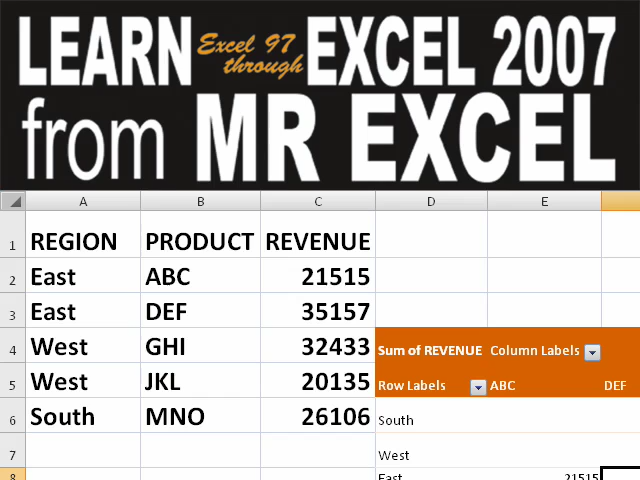 LEARN Excel 97 through EXCEL 2007
from MR EXCEL
A B C D E
1 REGION PRODUCT REVENUE
2 East ABC 21515
3 East DEF 35157
4 West GHI 32433 Sum of REVENUE Column Labels
5 West JKL 20135 Row Labels ABC DEF
6 South MNO 26106 South
7 West
8 East 21515